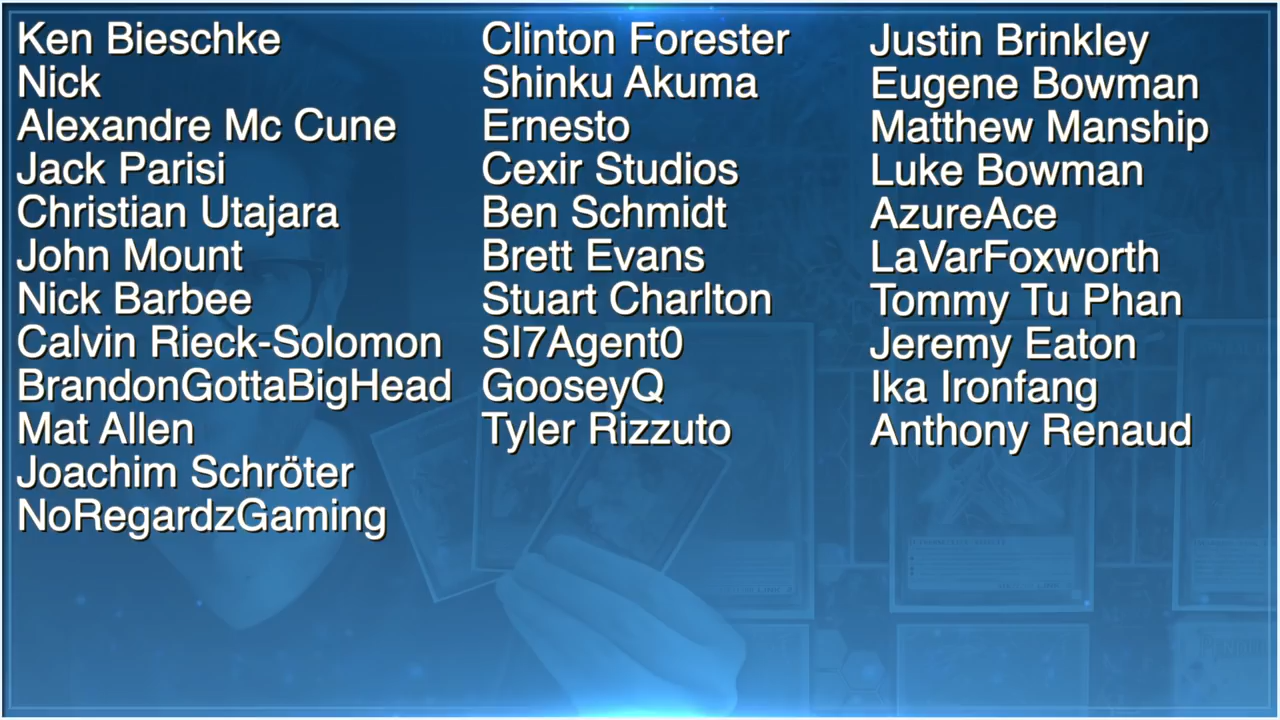 Ken Bieschke
Nick
Alexandre Mc Cune
Jack Parisi
Christian Utajara
John Mount
Nick Barbee
Calvin Rieck-Solomon
BrandonGottaBigHead
Mat Allen
Joachim Schröter
NoRegardzGaming
Clinton Forester
Shinku Akuma
Ernesto
Cexir Studios
Ben Schmidt
Brett Evans
Stuart Charlton
SI7Agent0
GooseyQ
Tyler Rizzuto
Justin Brinkley
Eugene Bowman
Matthew Manship
Luke Bowman
AzureAce
LaVarFoxworth
Tommy Tu Phan
Jeremy Eaton
Ika Ironfang
Anthony Renaud